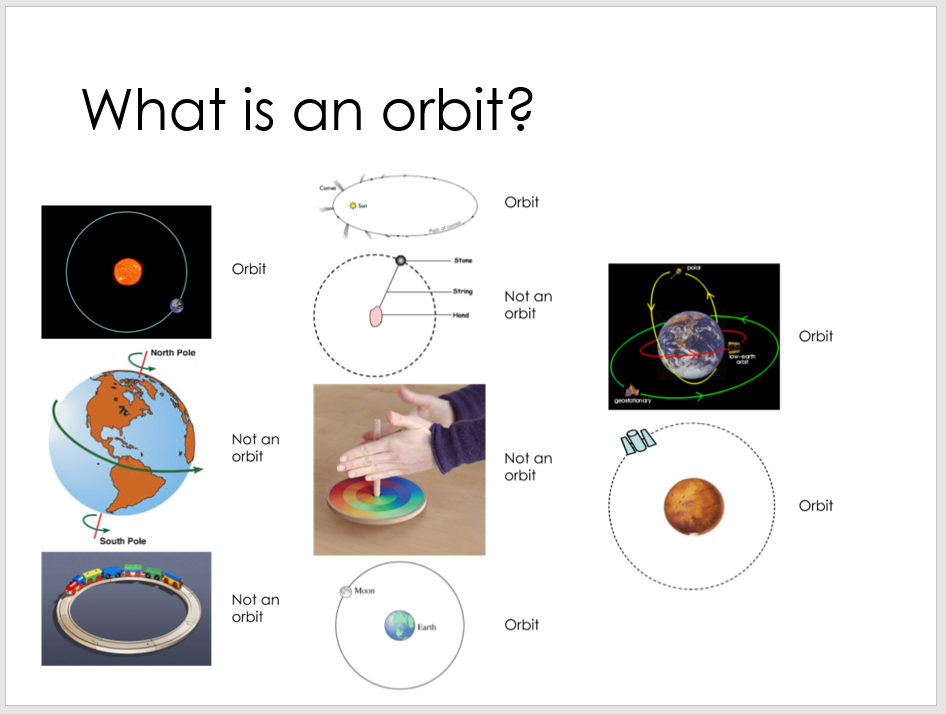 What is an orbit?
Orbit
North Pole
Not an
orbit
South Pole
Not an
orbit
Comet
Sun
Path of comet
Orbit
Stone
String
Hand
Not an
orbit
Not an
orbit
Moon
Earth
Orbit
polar
low-earth
orbit
geostationary
Orbit
Orbit